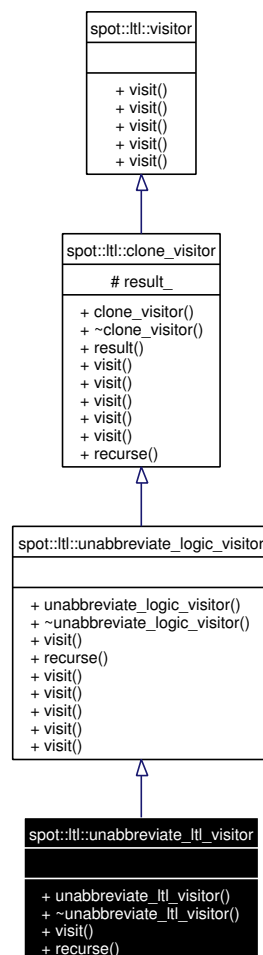 spot::ltl::visitor
+ visit()
+ visit()
+ visit()
+ visit()
+ visit()
spot::ltl::clone_visitor
# result_
+ clone_visitor()
+ ~clone_visitor()
+ result()
+ visit()
+ visit()
+ visit()
+ visit()
+ visit()
+ recurse()
spot::ltl::unabbreviate_logic_visitor
+ unabbreviate_logic_visitor()
+ ~unabbreviate_logic_visitor()
+ visit()
+ recurse()
+ visit()
+ visit()
+ visit()
+ visit()
+ visit()
spot::ltl::unabbreviate_ltl_visitor
+ unabbreviate_ltl_visitor()
+ ~unabbreviate_ltl_visitor()
+ visit()
+ recurse()